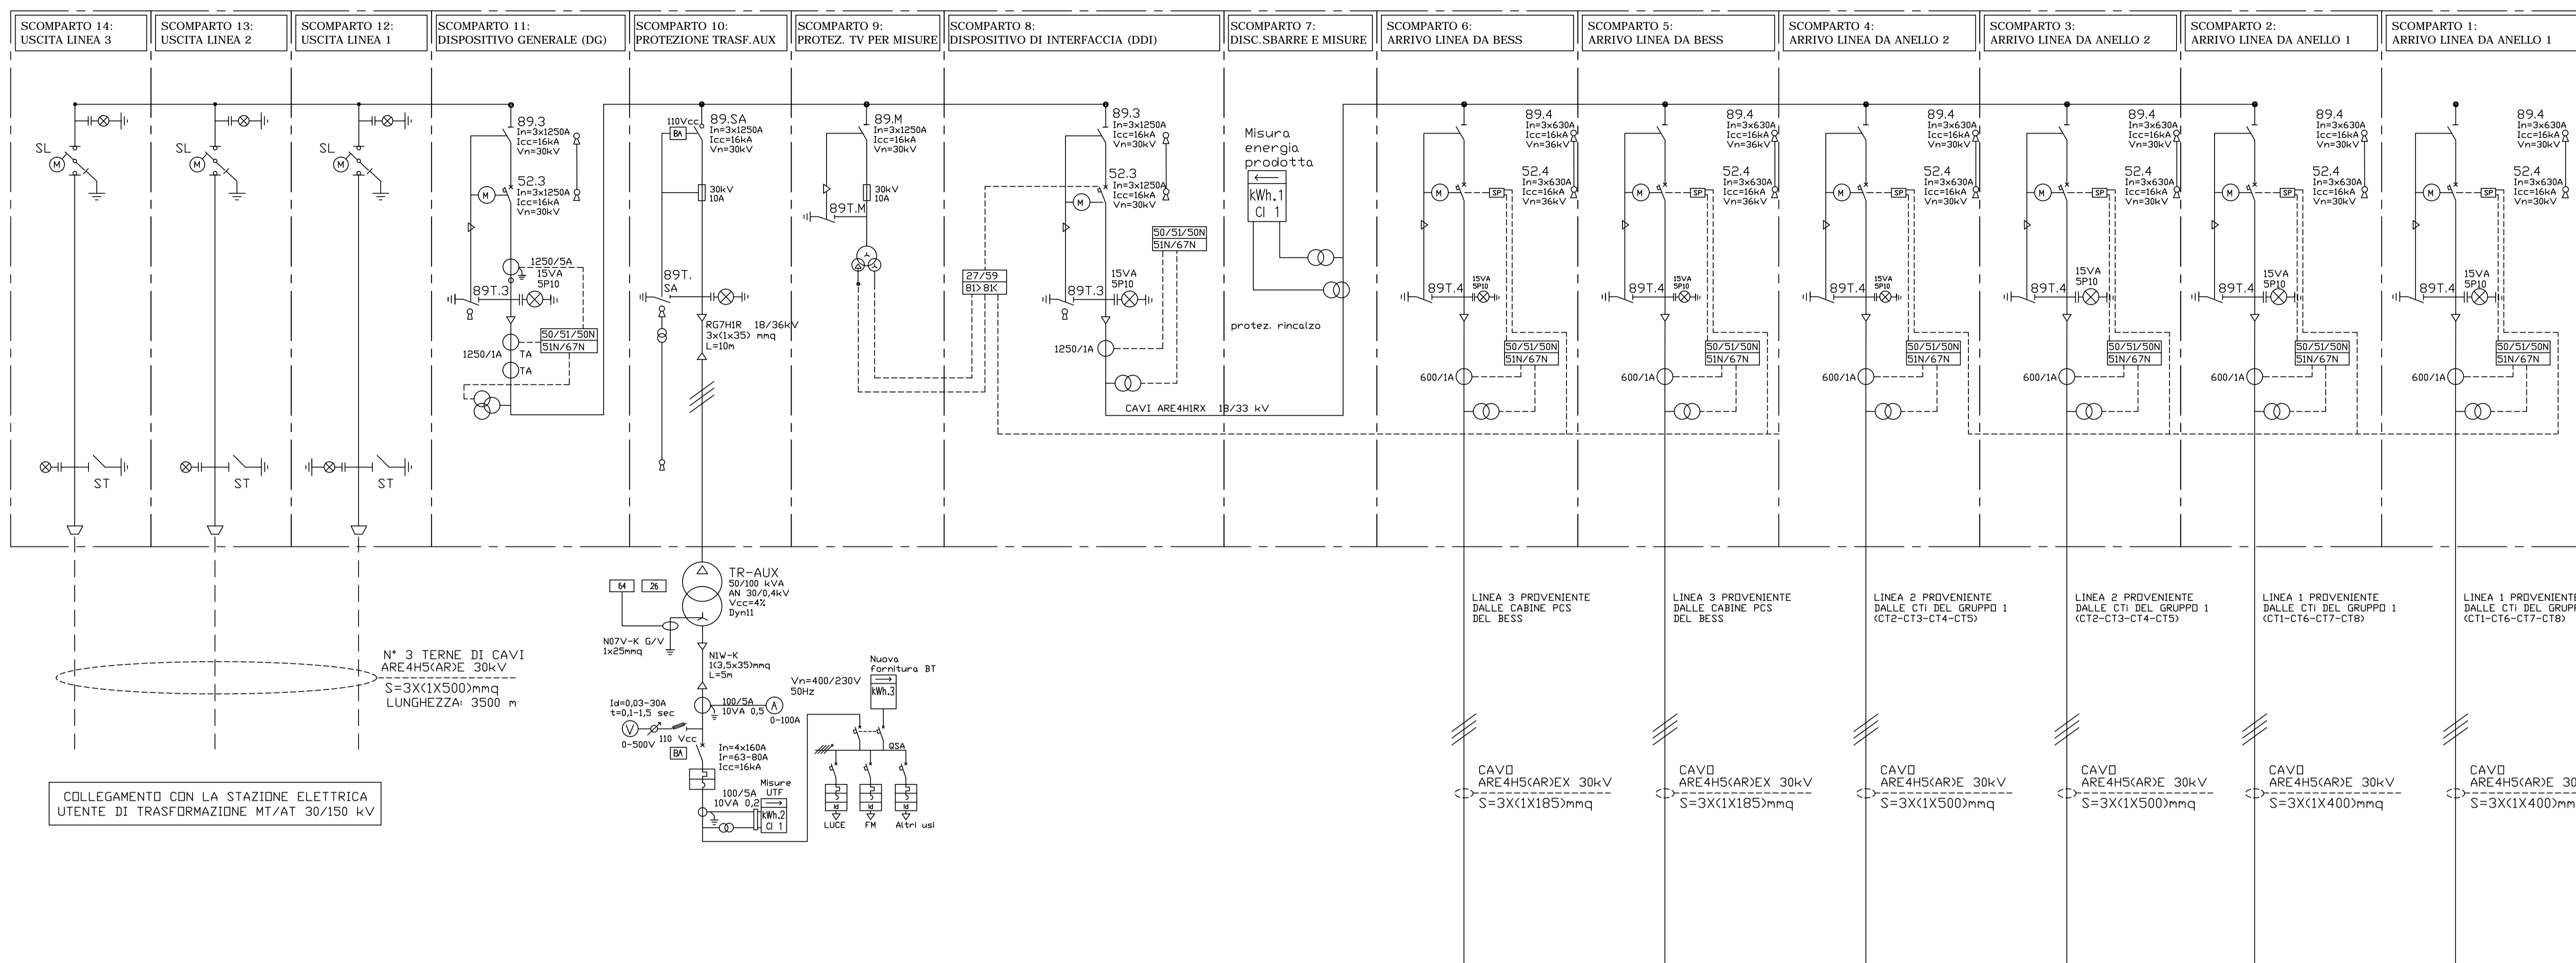 SCOMPARTO 14:
USCITA LINEA 3
SCOMPARTO 13:
USCITA LINEA 2
SCOMPARTO 12:
USCITA LINEA 1
SCOMPARTO 11:
DISPOSITIVO GENERALE (DG)
SCOMPARTO 10:
PROTEZIONE TRASF.AUX
SCOMPARTO 9:
PROTEZ. TV PER MISURE
SCOMPARTO 8:
DISPOSITIVO DI INTERFACCIA (DDI)
SCOMPARTO 7:
DISC.SBARRE E MISURE
SCOMPARTO 6:
ARRIVO LINEA DA BESS
SCOMPARTO 5:
ARRIVO LINEA DA BESS
SCOMPARTO 4:
ARRIVO LINEA DA ANELLO 2
SCOMPARTO 3:
ARRIVO LINEA DA ANELLO 2
SCOMPARTO 2:
ARRIVO LINEA DA ANELLO 1
SCOMPARTO 1:
ARRIVO LINEA DA ANELLO 1
SL
M
ST
SL
M
ST
SL
M
ST
89.3
In=3x1250A
Icc=16kA
Vn=30kV
52.3
In=3x1250A
Icc=16kA
Vn=30kV
M
1250/5A
15VA
5P10
89T.3
50/51/50N
51N/67N
1250/1A
TA
TA
110Vcc
BA
89.SA
In=3x1250A
Icc=16kA
Vn=30kV
30kV
10A
89T.
SA
RG7H1R 18/36kV
3x(1x35) mmq
L=10m
89.M
In=3x1250A
Icc=16kA
Vn=30kV
30kV
10A
89T.M
27/59
81> 81<
89.3
In=3x1250A
Icc=16kA
Vn=30kV
52.3
In=3x1250A
Icc=16kA
Vn=30kV
M
50/51/50N
51N/67N
15VA
5P10
89T.3
1250/1A
CAVI ARE4H1RX 18/33 kV
Misura
energia
prodotta
kWh.1
Cl 1
protez. rincalzo
89.4
In=3x630A
Icc=16kA
Vn=36kV
52.4
In=3x630A
Icc=16kA
Vn=36kV
M
SP
15VA
5P10
89T.4
50/51/50N
51N/67N
600/1A
89.4
In=3x630A
Icc=16kA
Vn=36kV
52.4
In=3x630A
Icc=16kA
Vn=36kV
M
SP
15VA
5P10
89T.4
50/51/50N
51N/67N
600/1A
89.4
In=3x630A
Icc=16kA
Vn=30kV
52.4
In=3x630A
Icc=16kA
Vn=30kV
M
SP
15VA
5P10
89T.4
50/51/50N
51N/67N
600/1A
89.4
In=3x630A
Icc=16kA
Vn=30kV
52.4
In=3x630A
Icc=16kA
Vn=30kV
M
SP
15VA
5P10
89T.4
50/51/50N
51N/67N
600/1A
89.4
In=3x630A
Icc=16kA
Vn=30kV
52.4
In=3x630A
Icc=16kA
Vn=30kV
M
SP
15VA
5P10
89T.4
50/51/50N
51N/67N
600/1A
89.4
In=3x630A
Icc=16kA
Vn=30kV
52.4
In=3x630A
Icc=16kA
Vn=30kV
M
SP
15VA
5P10
89T.4
50/51/50N
51N/67N
600/1A
N° 3 TERNE DI CAVI
ARE4H5(AR)E 30kV
S=3X(1X500)mmq
LUNGHEZZA: 3500 m
COLLEGAMENTO CON LA STAZIONE ELETTRICA
UTENTE DI TRASFORMAZIONE MT/AT 30/150 kV
64
26
TR-AUX
50/100 kVA
AN 30/0,4kV
Vcc=4%
Dyn11
N07V-K G/V
1x25mmq
N1W-K
1(3,5x35)mmq
L=5m
Id=0,03-30A
t=0,1-1,5 sec
V
0-500V
110 Vcc
BA
100/5A
10VA 0,5
A
0-100A
In=4x160A
Ir=63-80A
Icc=16kA
Misure
UTF
100/5A
10VA 0,2
kWh.2
Cl 1
Vn=400/230V
50Hz
Nuova
fornitura BT
kWh.3
QSA
Id
Id
Id
LUCE
FM
Altri usi
LINEA 3 PROVENIENTE
DALLE CABINE PCS
DEL BESS
LINEA 3 PROVENIENTE
DALLE CABINE PCS
DEL BESS
LINEA 2 PROVENIENTE
DALLE CTi DEL GRUPPO 1
(CT2-CT3-CT4-CT5)
LINEA 2 PROVENIENTE
DALLE CTi DEL GRUPPO 1
(CT2-CT3-CT4-CT5)
LINEA 1 PROVENIENTE
DALLE CTi DEL GRUPPO 1
(CT1-CT6-CT7-CT8)
LINEA 1 PROVENIENTE
DALLE CTi DEL GRUPP
(CT1-CT6-CT7-CT8)
CAVO
ARE4H5(AR)EX 30kV
S=3X(1X185)mmq
CAVO
ARE4H5(AR)EX 30kV
S=3X(1X185)mmq
CAVO
ARE4H5(AR)E 30kV
S=3X(1X500)mmq
CAVO
ARE4H5(AR)E 30kV
S=3X(1X500)mmq
CAVO
ARE4H5(AR)E 30kV
S=3X(1X400)mmq
CAVO
ARE4H5(AR)E 30
S=3X(1X400)mm